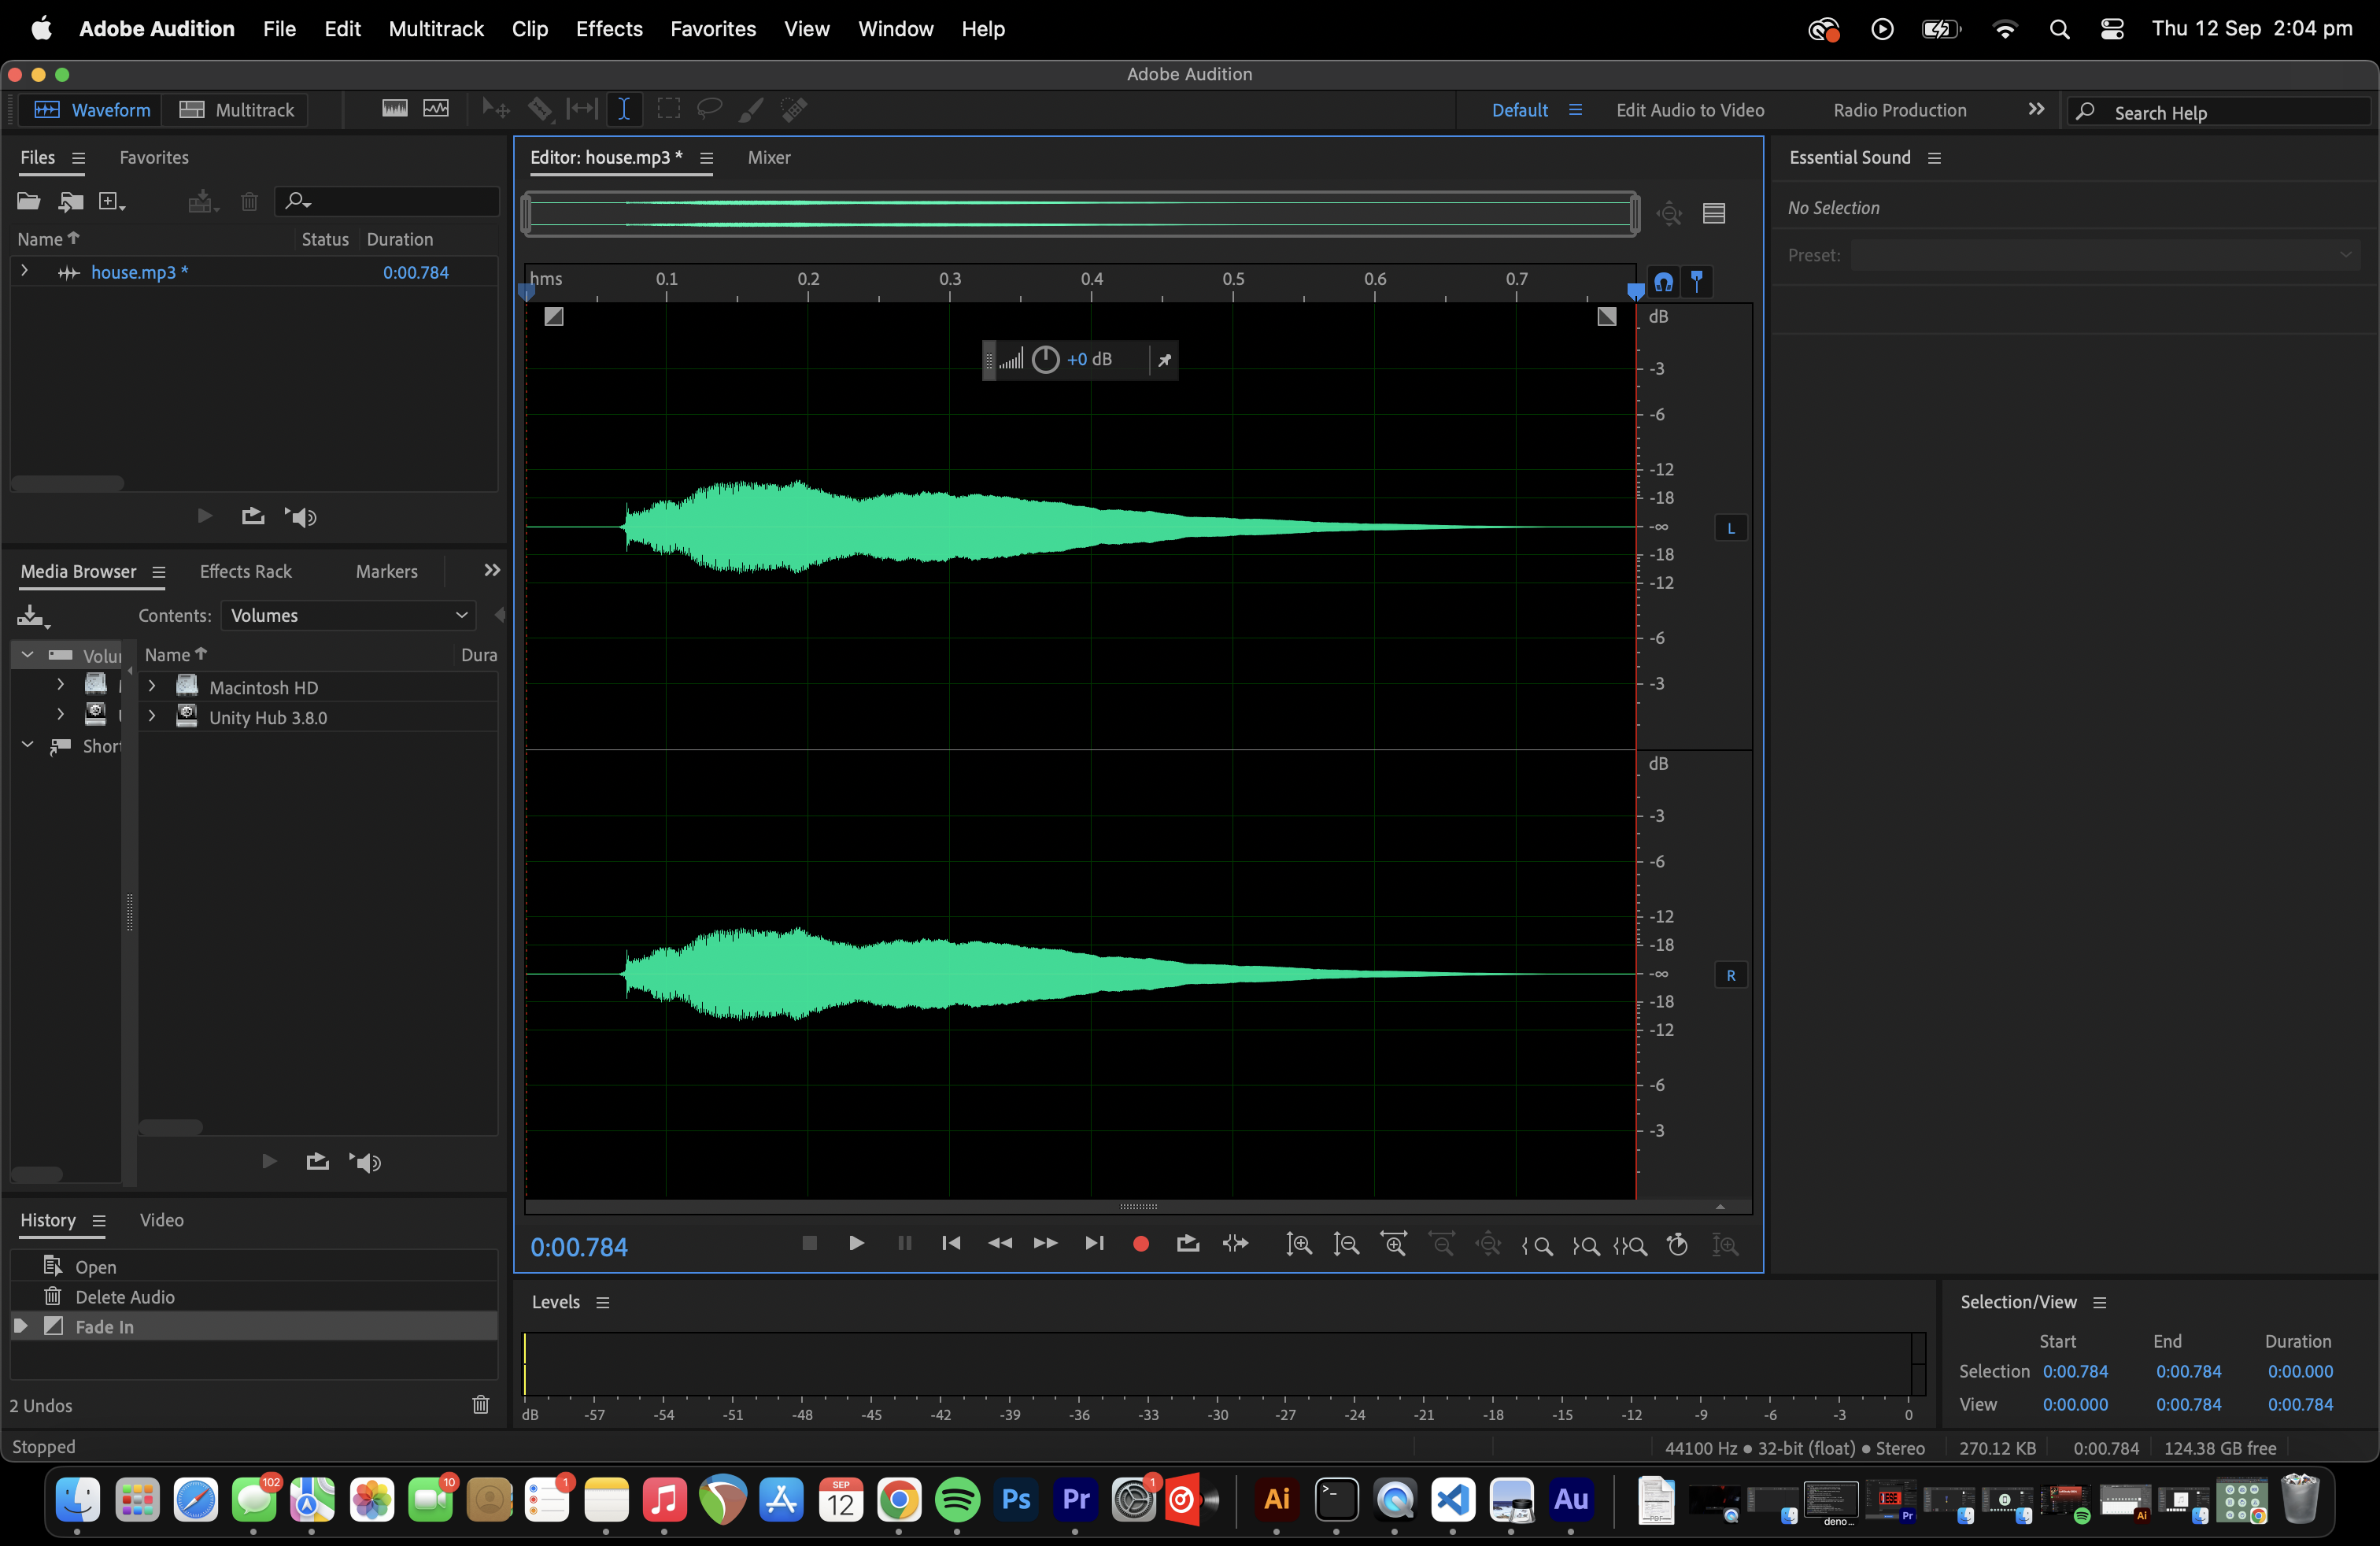 Adobe Audition File Edit Multitrack Clip Effects Favorites View Window Help Thu 12 Sep 2:04 pm
Adobe Audition
Waveform Multitrack Default Edit Audio to Video Radio Production Search Help
Files Favorites
Name Status Duration
house.mp3 * 0:00.784
Media Browser Effects Rack Markers
Contents: Volumes
Volu
Shor
Name Dura
Macintosh HD
Unity Hub 3.8.0
History Video
Open
Delete Audio
Fade In
2 Undos
Stopped
Editor: house.mp3 * Mixer
hms 0.1 0.2 0.3 0.4 0.5 0.6 0.7
+0 dB
dB
-3
-6
-12
-18
-∞
L
-18
-12
-6
-3
dB
-3
-6
-12
-18
-∞
R
-18
-12
-6
-3
0:00.784
Levels
dB -57 -54 -51 -48 -45 -42 -39 -36 -33 -30 -27 -24 -21 -18 -15 -12 -9 -6 -3 0
Essential Sound
No Selection
Preset:
Selection/View
Start End Duration
Selection 0:00.784 0:00.784 0:00.000
View 0:00.000 0:00.784 0:00.784
44100 Hz ● 32-bit (float) ● Stereo 270.12 KB 0:00.784 124.38 GB free
102 10 1 SEP 12 Ps Pr 1 Ai >_ Au deno ... Pr Ai